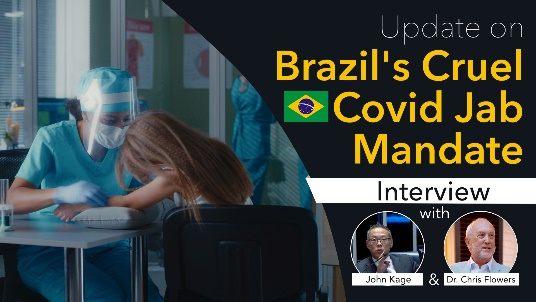 Update on
Brazil's Cruel
Covid Jab
Mandate
Interview
with
John Kage
&
Dr. Chris Flowers